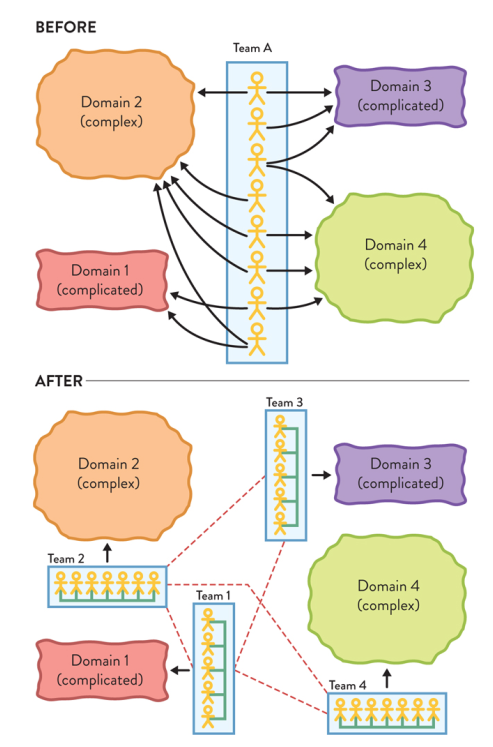 BEFORE
Team A
Domain 2
(complex)
Domain 3
(complicated)
Domain 4
(complex)
Domain 1
(complicated)
AFTER
Team 3
Domain 2
(complex)
Domain 3
(complicated)
Team 2
Domain 4
(complex)
Team 1
Domain 1
(complicated)
Team 4